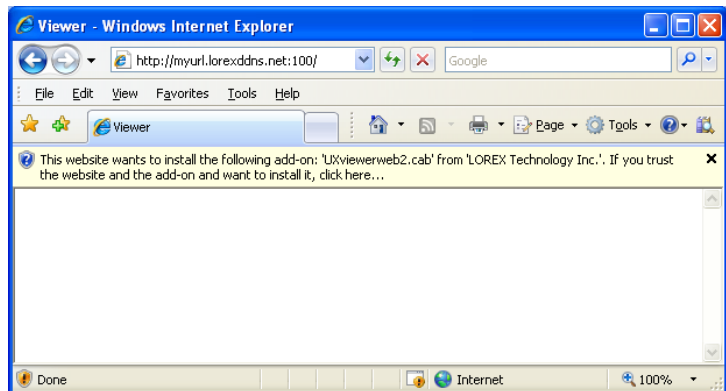 Viewer - Windows Internet Explorer
http://myurl.lorexddns.net:100/
Google
File Edit View Favorites Tools Help
Viewer
Page Tools
This website wants to install the following add-on: 'UXviewerweb2.cab' from 'LOREX Technology Inc.'. If you trust
the website and the add-on and want to install it, click here...
Done Internet 100%